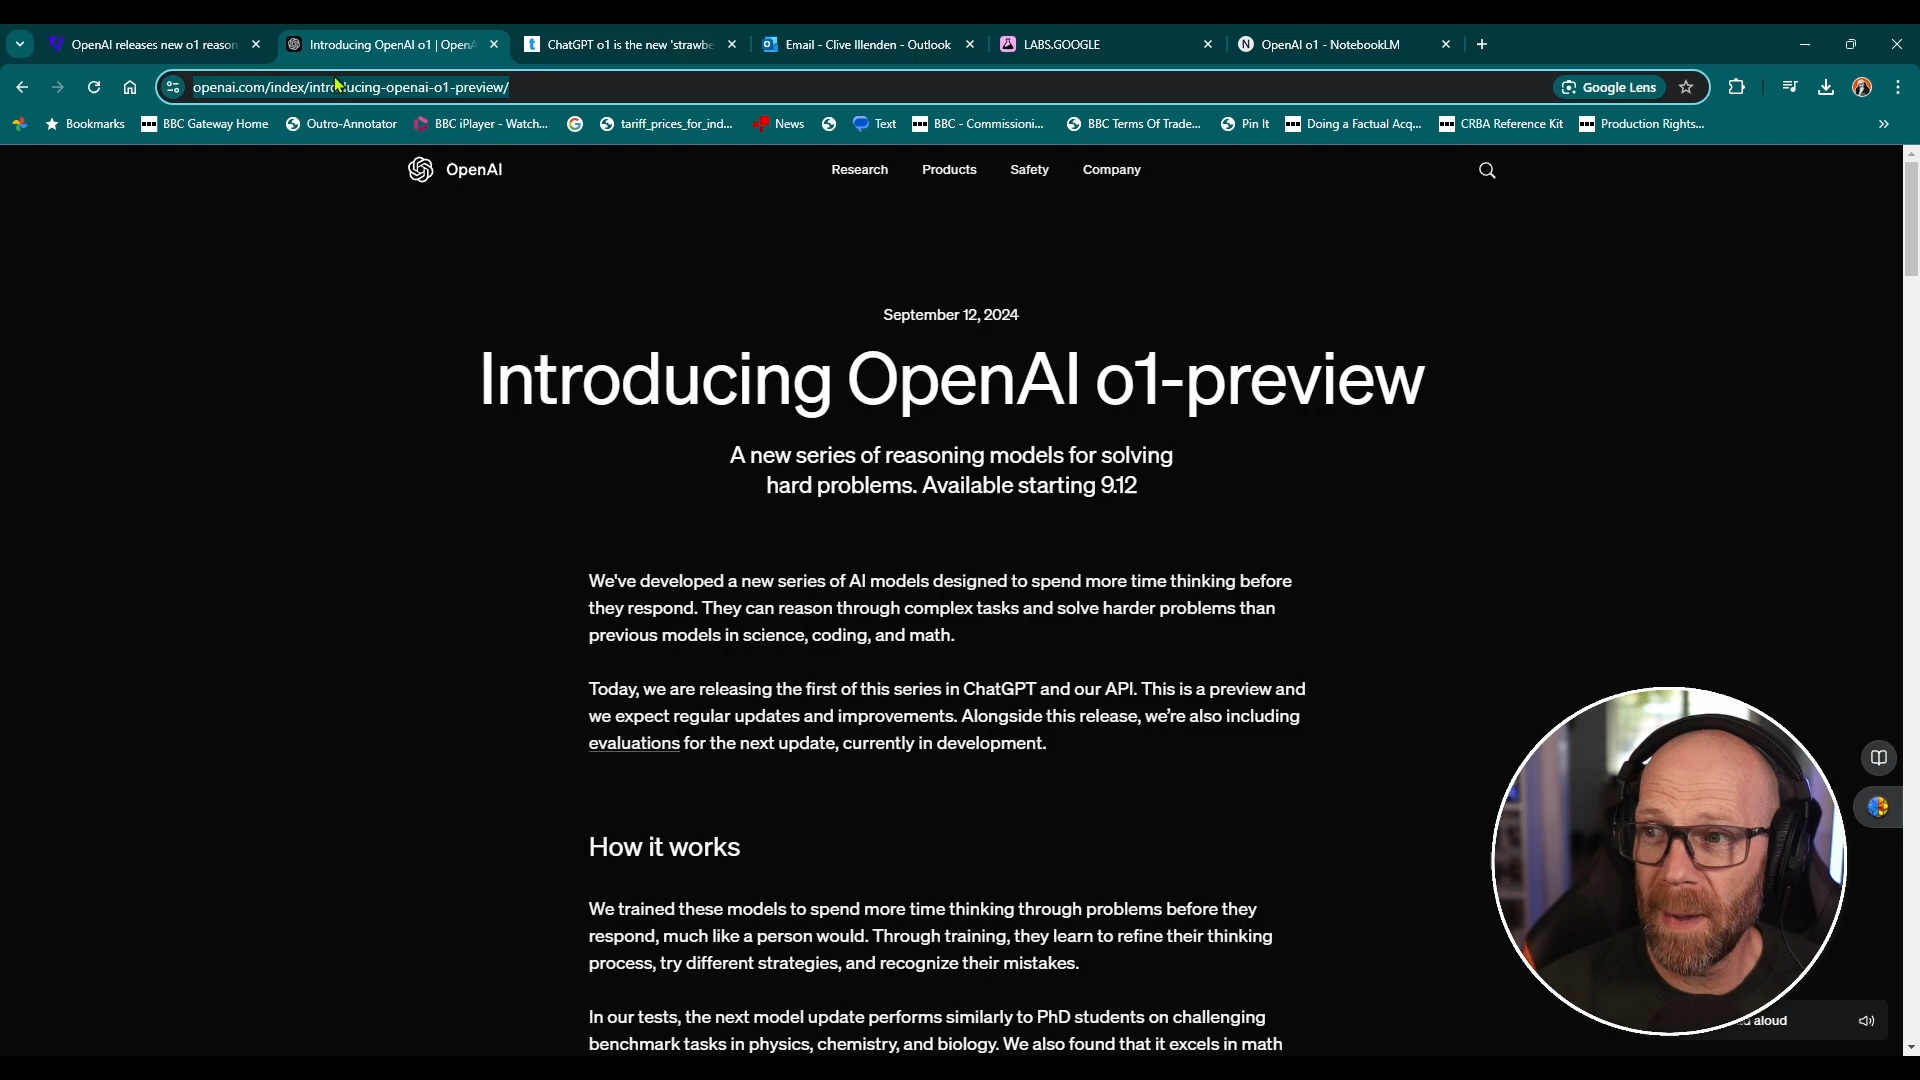 OpenAI releases new o1 reason
Introducing OpenAI o1 | OpenA
ChatGPT o1 is the new 'strawbe
Email - Clive Illenden - Outlook
LABS.GOOGLE
OpenAI o1 - NotebookLM
openai.com/index/introducing-openai-o1-preview/
Google Lens
Bookmarks
BBC Gateway Home
Outro-Annotator
BBC iPlayer - Watch...
tariff_prices_for_ind...
News
Text
BBC - Commissioni...
BBC Terms Of Trade...
Pin It
Doing a Factual Acq...
CRBA Reference Kit
Production Rights...
OpenAI
Research
Products
Safety
Company
September 12, 2024
Introducing OpenAI o1-preview
A new series of reasoning models for solving
hard problems. Available starting 9.12
We've developed a new series of AI models designed to spend more time thinking before
they respond. They can reason through complex tasks and solve harder problems than
previous models in science, coding, and math.
Today, we are releasing the first of this series in ChatGPT and our API. This is a preview and
we expect regular updates and improvements. Alongside this release, we’re also including
evaluations for the next update, currently in development.
How it works
We trained these models to spend more time thinking through problems before they
respond, much like a person would. Through training, they learn to refine their thinking
process, try different strategies, and recognize their mistakes.
In our tests, the next model update performs similarly to PhD students on challenging
benchmark tasks in physics, chemistry, and biology. We also found that it excels in math
aloud